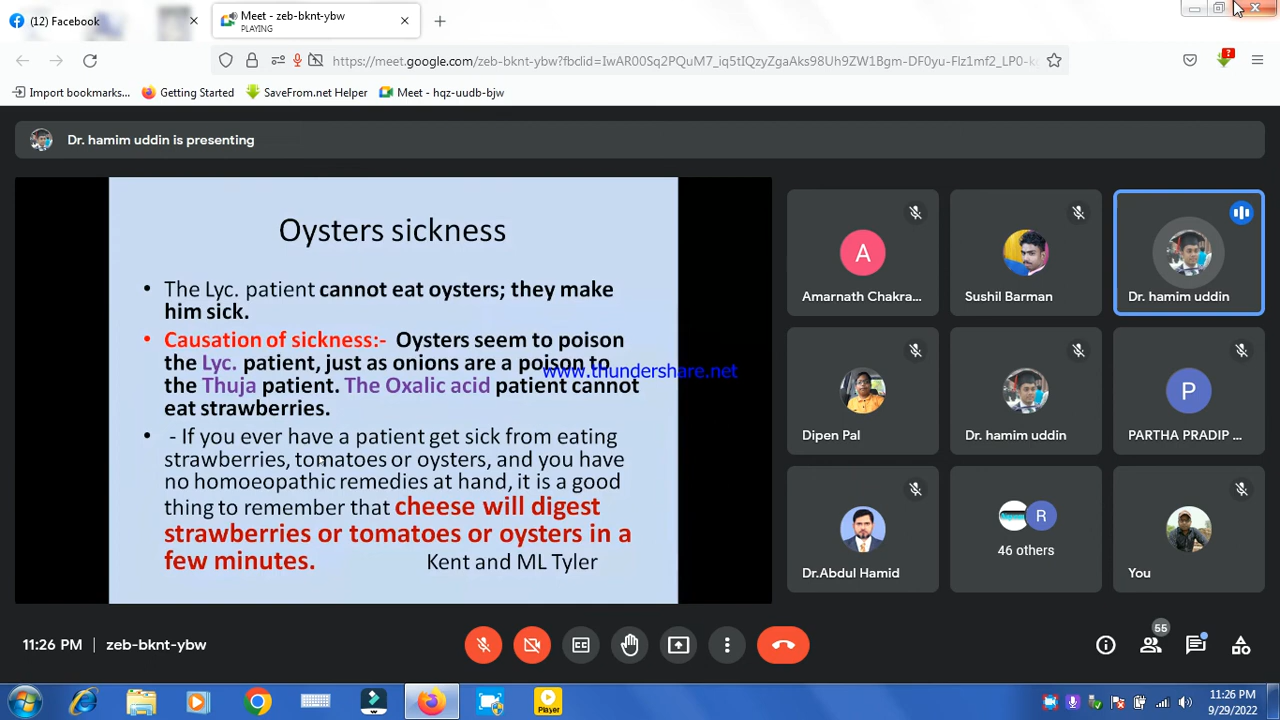 (12) Facebook
Meet - zeb-bknt-ybw
PLAYING
https://meet.google.com/zeb-bknt-ybw?fbclid=IwAR00Sq2PQuM7_iq5tIQzyZgaAks98Uh9ZW1Bgm-DF0yu-Flz1mf2_LP0-k
Import bookmarks...
Getting Started
SaveFrom.net Helper
Meet - hqz-uudb-bjw
Dr. hamim uddin is presenting
Oysters sickness
• The Lyc. patient cannot eat oysters; they make
him sick.
• Causation of sickness:- Oysters seem to poison
the Lyc. patient, just as onions are a poison to
the Thuja patient. The Oxalic acid patient cannot
eat strawberries.
• - If you ever have a patient get sick from eating
strawberries, tomatoes or oysters, and you have
no homoeopathic remedies at hand, it is a good
thing to remember that cheese will digest
strawberries or tomatoes or oysters in a
few minutes. Kent and ML Tyler
www.thundershare.net
A
Amarnath Chakra...
Sushil Barman
Dr. hamim uddin
Dipen Pal
Dr. hamim uddin
P
PARTHA PRADIP ...
Dr.Abdul Hamid
R
46 others
You
11:26 PM | zeb-bknt-ybw
CC
55
Player
11:26 PM
9/29/2022